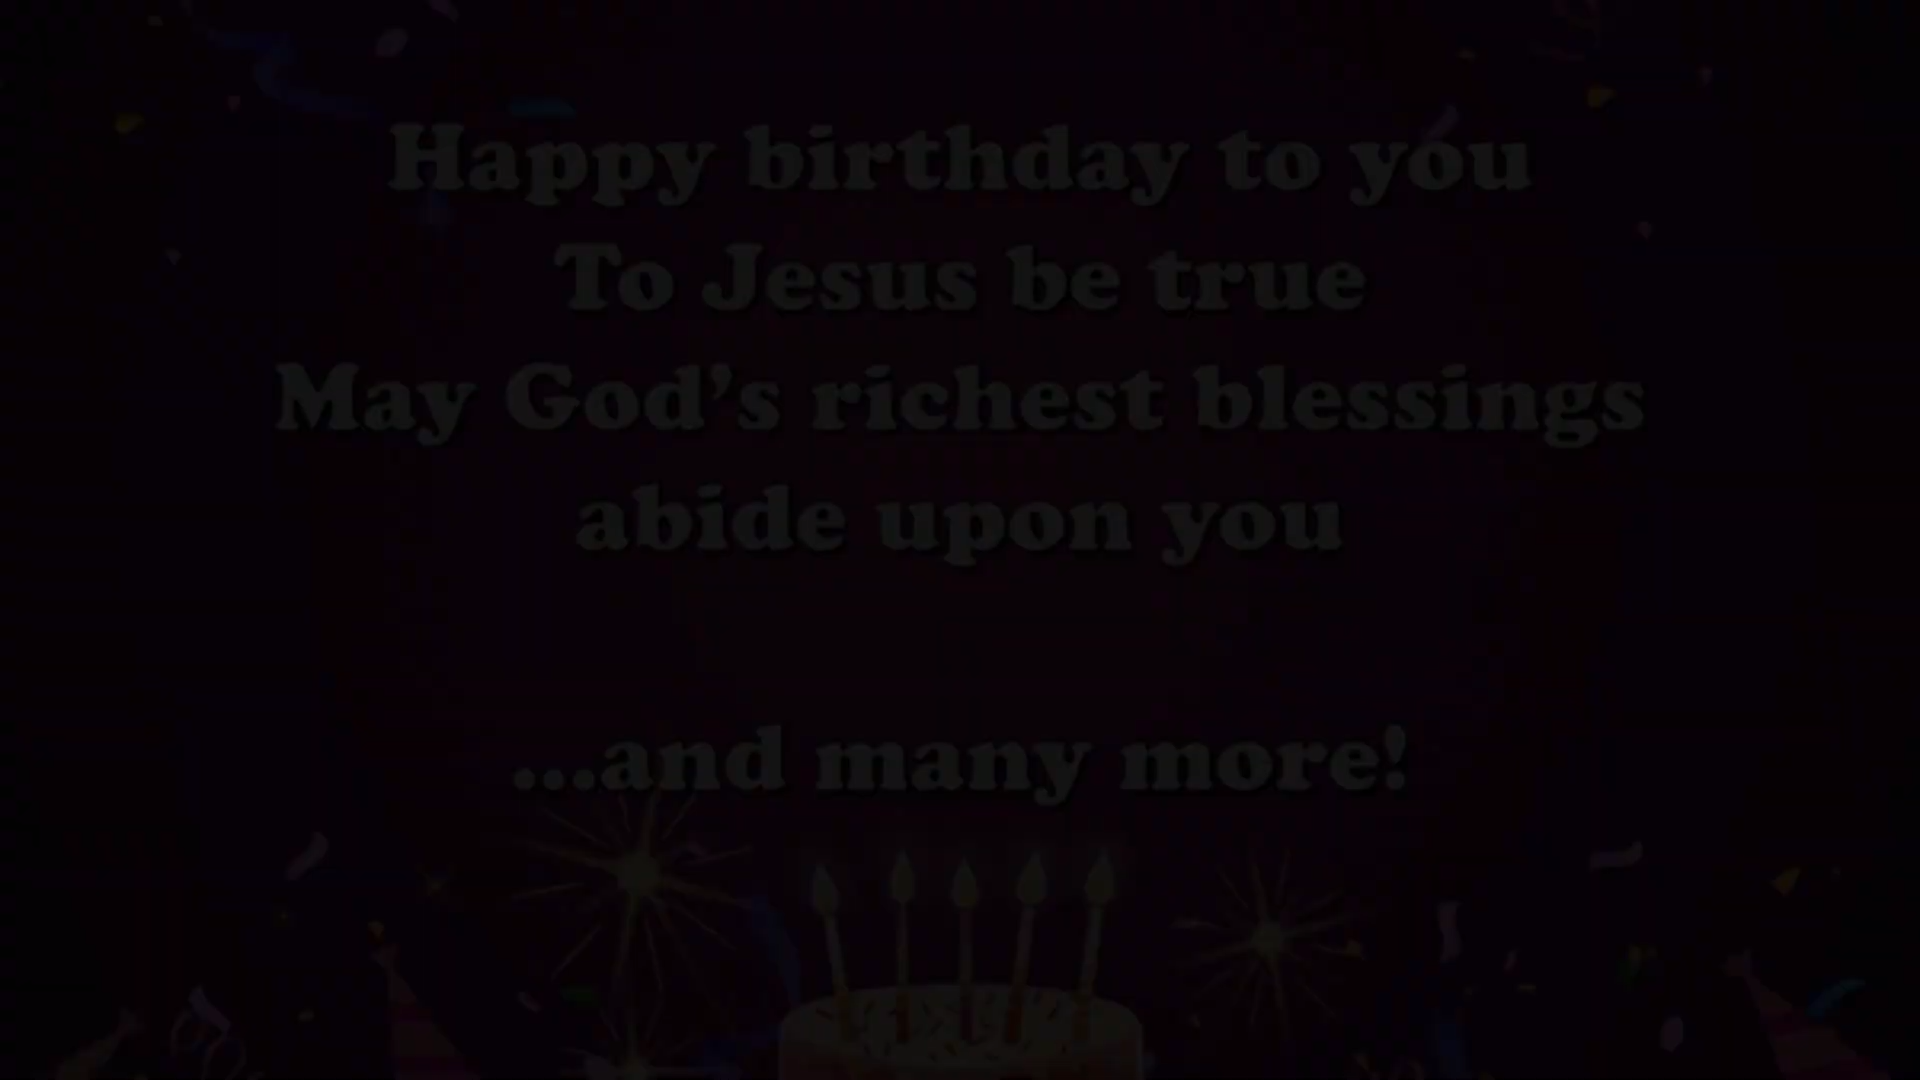 Happy birthday to you
To Jesus be true
May God’s richest blessings
abide upon you
...and many more!